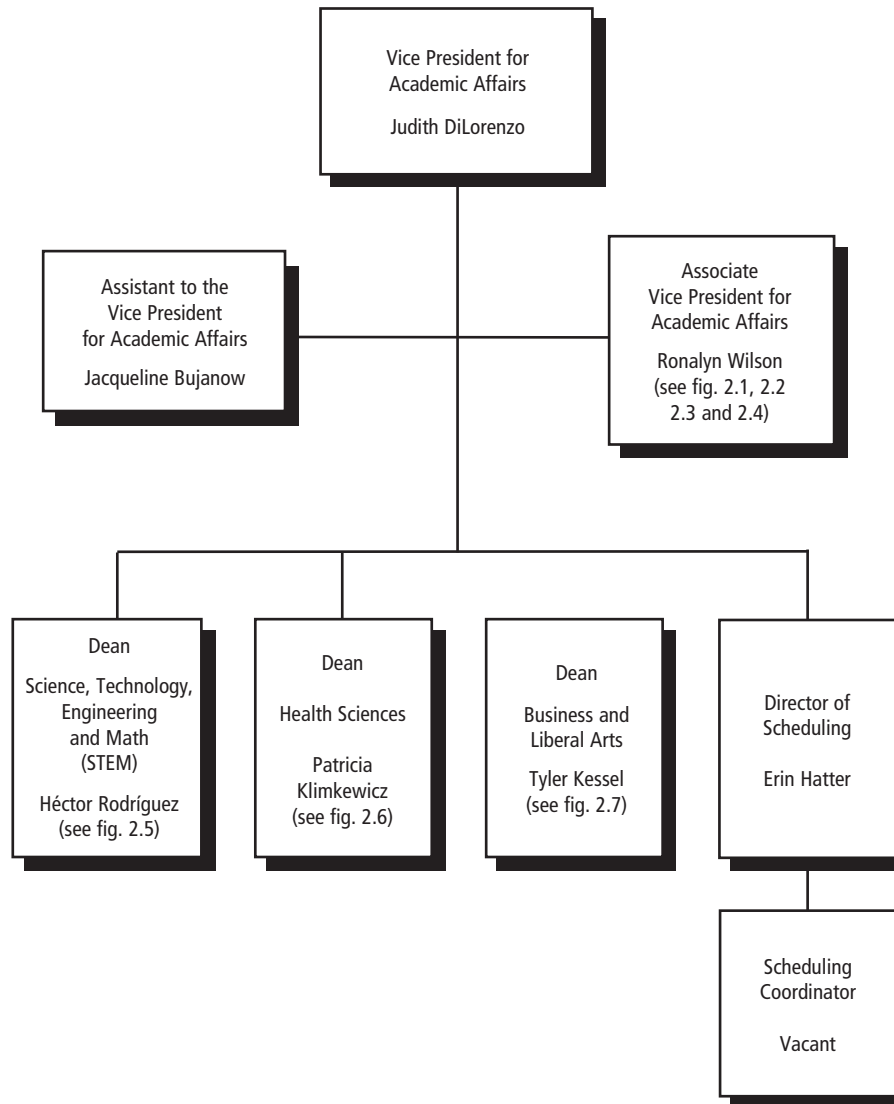 Vice President for
Academic Affairs
Judith DiLorenzo
Assistant to the
Vice President
for Academic Affairs
Jacqueline Bujanow
Associate
Vice President for
Academic Affairs
Ronalyn Wilson
(see fig. 2.1, 2.2
2.3 and 2.4)
Dean
Science, Technology,
Engineering
and Math
(STEM)
Héctor Rodríguez
(see fig. 2.5)
Dean
Health Sciences
Patricia
Klimkewicz
(see fig. 2.6)
Dean
Business and
Liberal Arts
Tyler Kessel
(see fig. 2.7)
Director of
Scheduling
Erin Hatter
Scheduling
Coordinator
Vacant